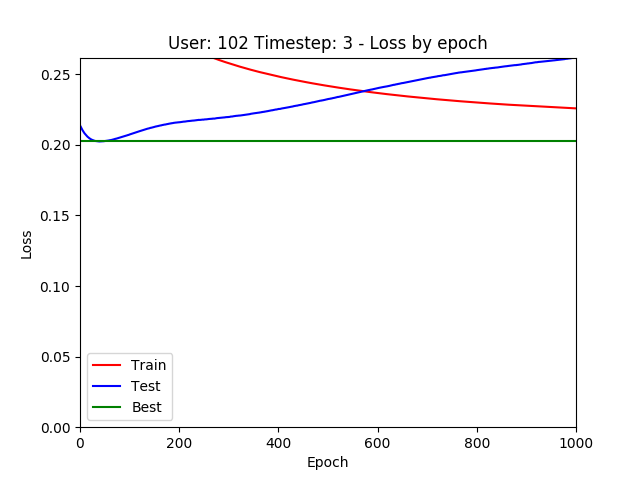 User: 102 Timestep: 3 - Loss by epoch
Loss
0.25
0.20
0.15
0.10
0.05
0.00
Train
Test
Best
0 200 400 600 800 1000
Epoch